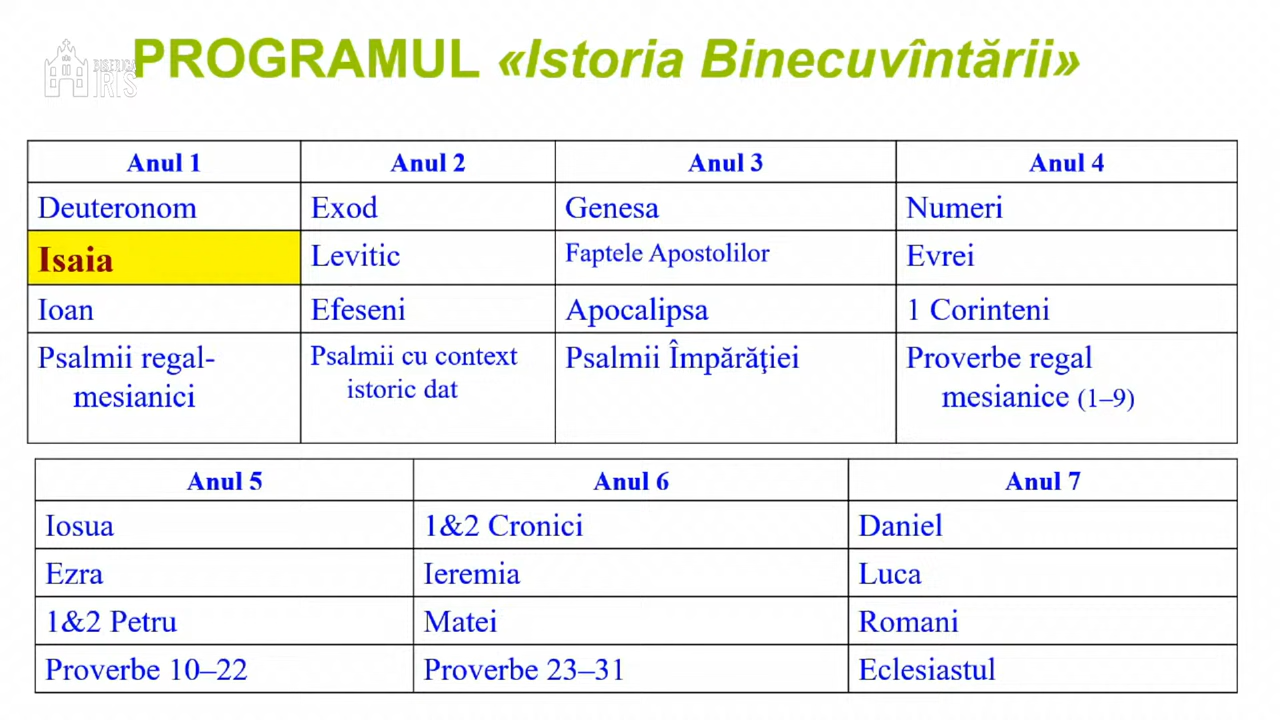 PROGRAMUL «Istoria Binecuvîntării»
BISERICA
IRIS
Anul 1 Anul 2 Anul 3 Anul 4
Deuteronom Exod Genesa Numeri
Isaia Levitic Faptele Apostolilor Evrei
Ioan Efeseni Apocalipsa 1 Corinteni
Psalmii regal- Psalmii cu context Psalmii Împărăţiei Proverbe regal
mesianici istoric dat mesianice (1–9)
Anul 5 Anul 6 Anul 7
Iosua 1&2 Cronici Daniel
Ezra Ieremia Luca
1&2 Petru Matei Romani
Proverbe 10–22 Proverbe 23–31 Eclesiastul